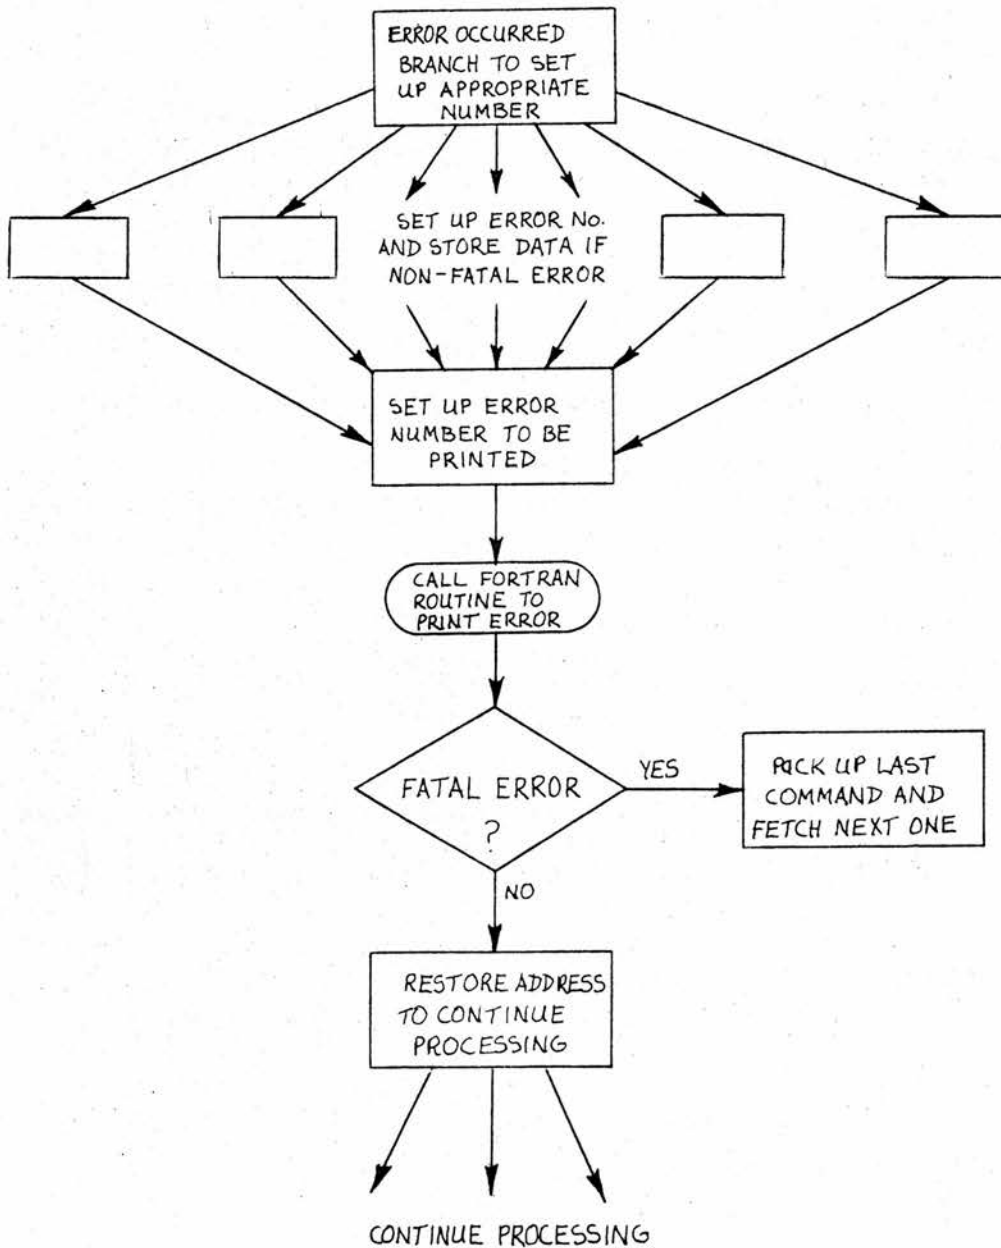 ERROR OCCURRED
BRANCH TO SET
UP APPROPRIATE
NUMBER
SET UP ERROR No.
AND STORE DATA IF
NON-FATAL ERROR
SET UP ERROR
NUMBER TO BE
PRINTED
CALL FORTRAN
ROUTINE TO
PRINT ERROR
FATAL ERROR
?
YES
PICK UP LAST
COMMAND AND
FETCH NEXT ONE
NO
RESTORE ADDRESS
TO CONTINUE
PROCESSING
CONTINUE PROCESSING